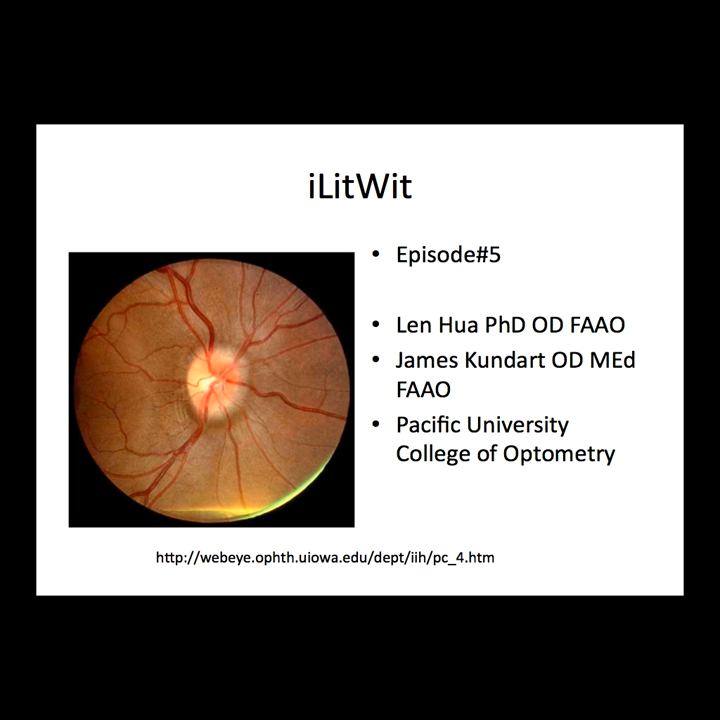 iLitWit
• Episode#5
• Len Hua PhD OD FAAO
• James Kundart OD MEd
FAAO
• Pacific University
College of Optometry
http://webeye.ophth.uiowa.edu/dept/iih/pc_4.htm